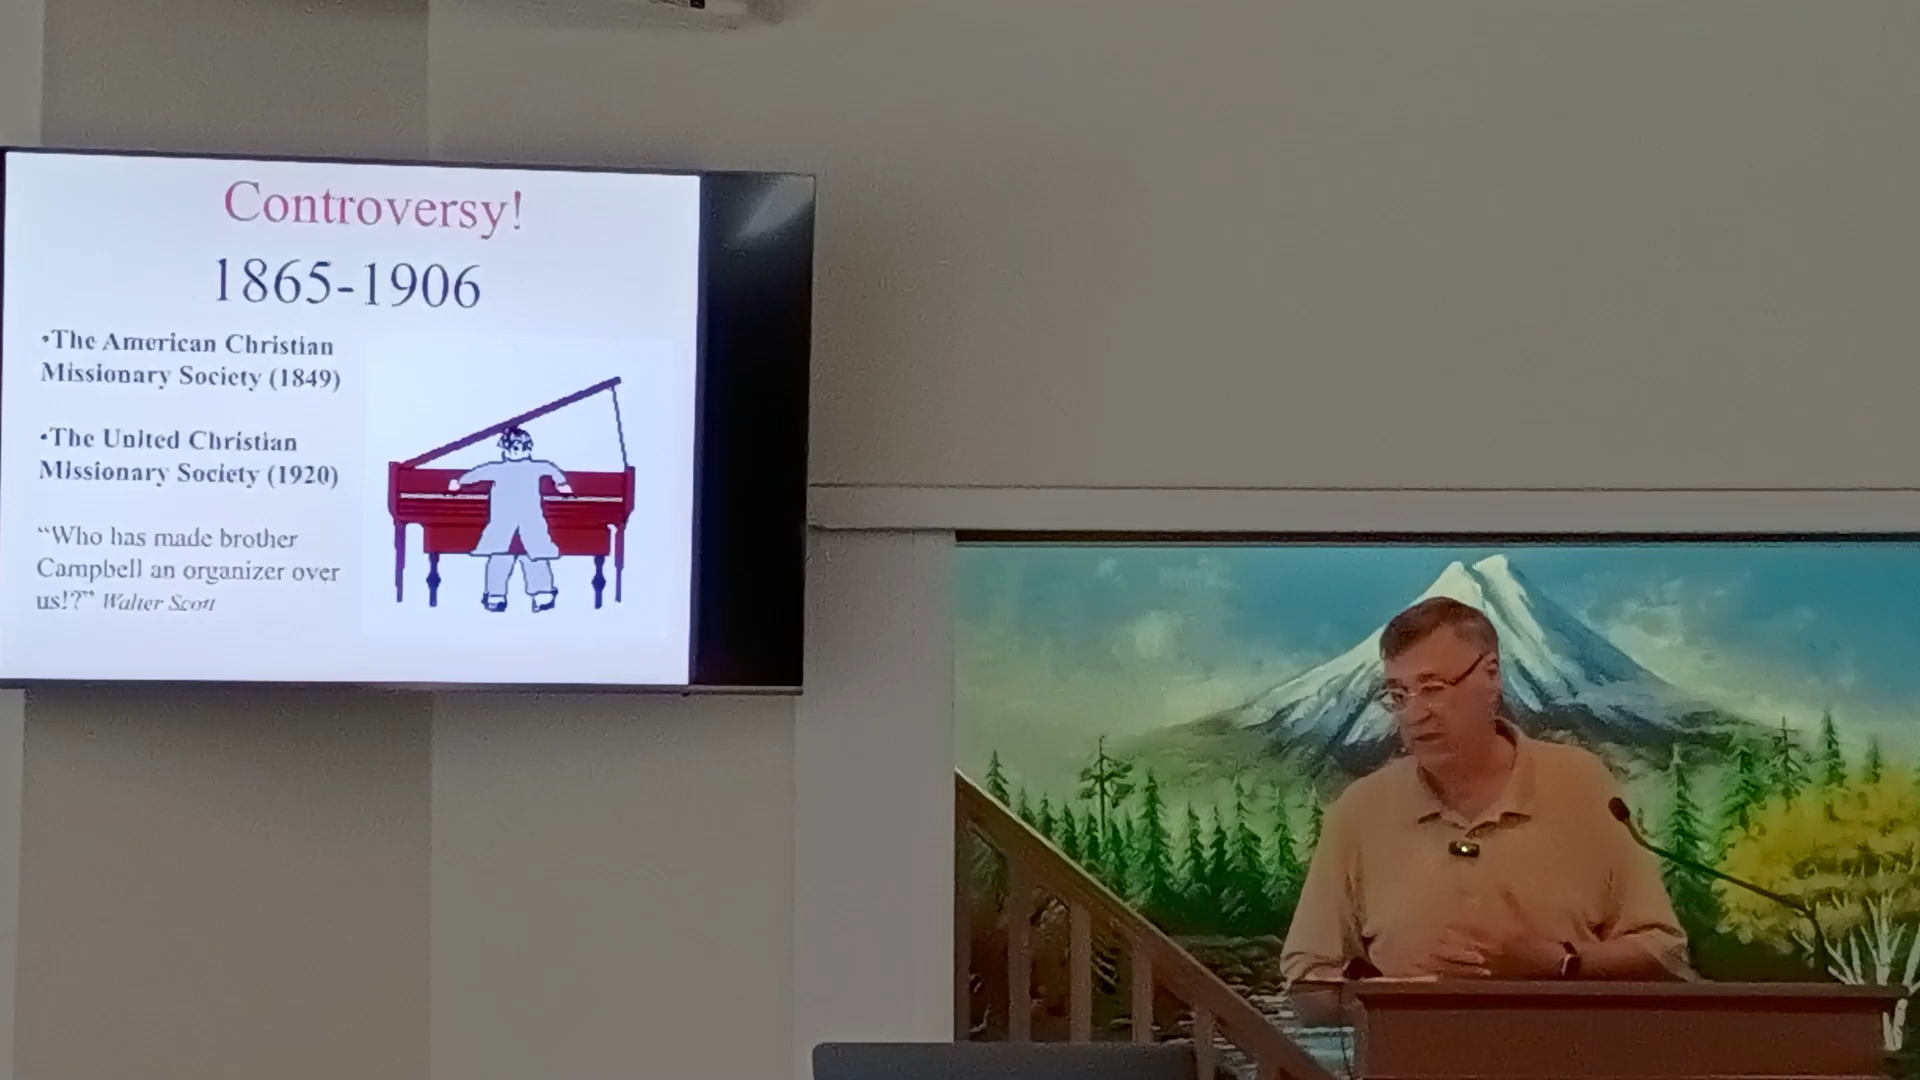 Controversy!
1865-1906
•The American Christian
Missionary Society (1849)
•The United Christian
Missionary Society (1920)
“Who has made brother
Campbell an organizer over
us!?” Walter Scott